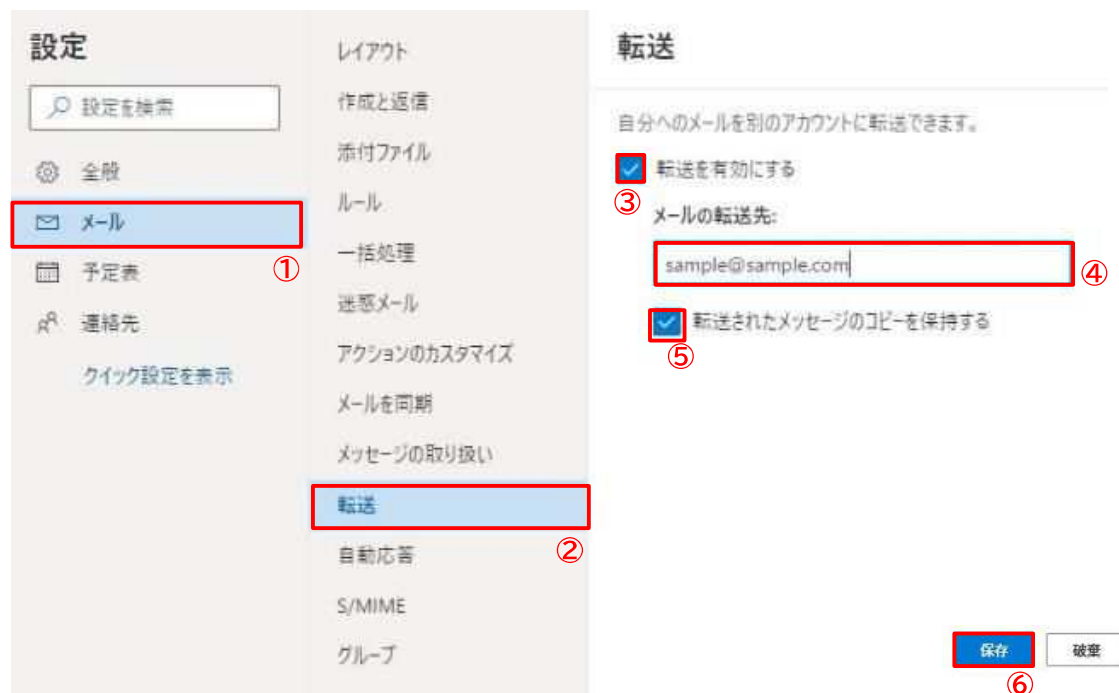 設定
設定を検索
全般
メール
①
予定表
連絡先
クイック設定を表示
レイアウト
作成と返信
添付ファイル
ルール
一括処理
迷惑メール
アクションのカスタマイズ
メールを同期
メッセージの取り扱い
転送
②
自動応答
S/MIME
グループ
転送
自分へのメールを別のアカウントに転送できます。
転送を有効にする
③
メールの転送先:
sample@sample.com
④
転送されたメッセージのコピーを保持する
⑤
保存
破棄
⑥